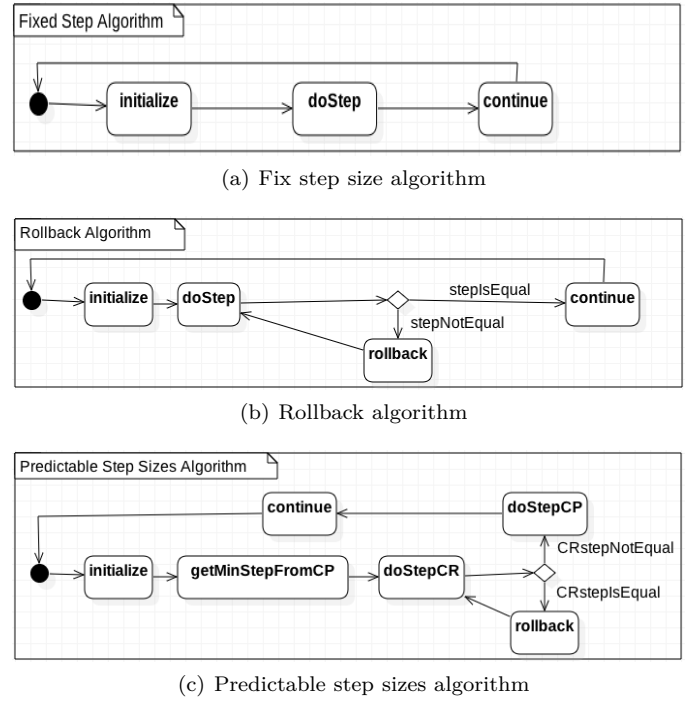 Fixed Step Algorithm
initialize
doStep
continue
(a) Fix step size algorithm
Rollback Algorithm
initialize
doStep
stepIsEqual
continue
stepNotEqual
rollback
(b) Rollback algorithm
Predictable Step Sizes Algorithm
continue
doStepCP
CRstepNotEqual
initialize
getMinStepFromCP
doStepCR
CRstepIsEqual
rollback
(c) Predictable step sizes algorithm